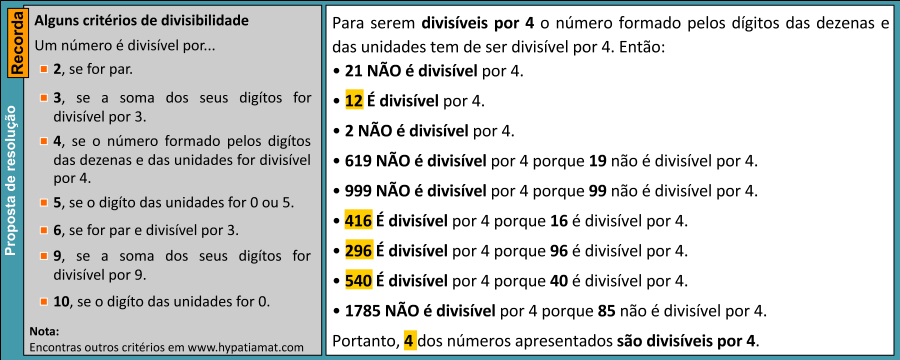 Recorda
Proposta de resolução
Alguns critérios de divisibilidade
Um número é divisível por...
2, se for par.
3, se a soma dos seus digítos for
divisível por 3.
4, se o número formado pelos digítos
das dezenas e das unidades for divisível
por 4.
5, se o digíto das unidades for 0 ou 5.
6, se for par e divisível por 3.
9, se a soma dos seus digítos for
divisível por 9.
10, se o digíto das unidades for 0.
Nota:
Encontras outros critérios em www.hypatiamat.com
Para serem divisíveis por 4 o número formado pelos dígitos das dezenas e
das unidades tem de ser divisível por 4. Então:
• 21 NÃO é divisível por 4.
• 12 É divisível por 4.
• 2 NÃO é divisível por 4.
• 619 NÃO é divisível por 4 porque 19 não é divisível por 4.
• 999 NÃO é divisível por 4 porque 99 não é divisível por 4.
• 416 É divisível por 4 porque 16 é divisível por 4.
• 296 É divisível por 4 porque 96 é divisível por 4.
• 540 É divisível por 4 porque 40 é divisível por 4.
• 1785 NÃO é divisível por 4 porque 85 não é divisível por 4.
Portanto, 4 dos números apresentados são divisíveis por 4.